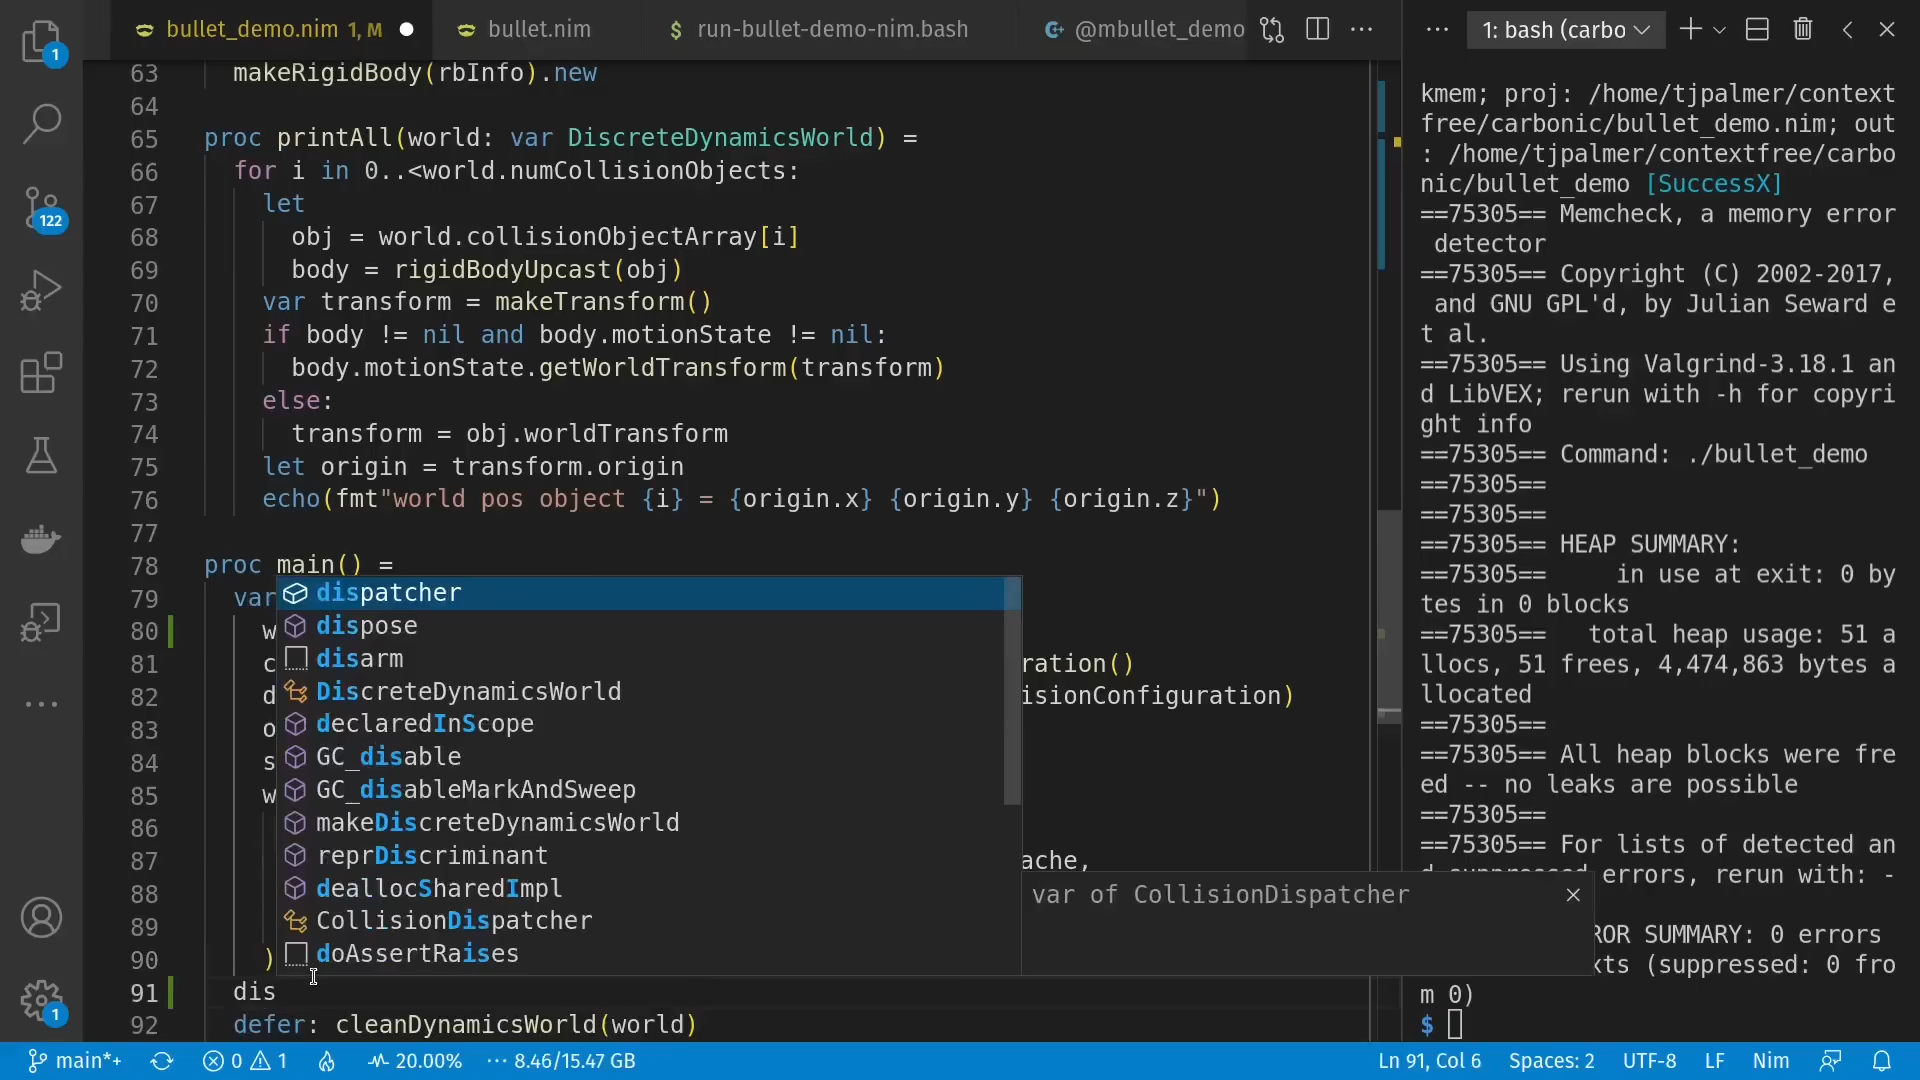 bullet_demo.nim 1, M
bullet.nim
$ run-bullet-demo-nim.bash
@mbullet_demo
1: bash (carbo
1
122
1
63 makeRigidBody(rbInfo).new
64
65 proc printAll(world: var DiscreteDynamicsWorld) =
66 for i in 0..<world.numCollisionObjects:
67 let
68 obj = world.collisionObjectArray[i]
69 body = rigidBodyUpcast(obj)
70 var transform = makeTransform()
71 if body != nil and body.motionState != nil:
72 body.motionState.getWorldTransform(transform)
73 else:
74 transform = obj.worldTransform
75 let origin = transform.origin
76 echo(fmt"world pos object {i} = {origin.x} {origin.y} {origin.z}")
77
78 proc main() =
79 var
80 w
81 c ration()
82 d isionConfiguration)
83 o
84 s
85 w
86
87 ache,
88
89
90 )
91 dis
92 defer: cleanDynamicsWorld(world)
dispatcher
dispose
disarm
DiscreteDynamicsWorld
declaredInScope
GC_disable
GC_disableMarkAndSweep
makeDiscreteDynamicsWorld
reprDiscriminant
deallocSharedImpl
CollisionDispatcher
doAssertRaises
var of CollisionDispatcher
kmem; proj: /home/tjpalmer/context
free/carbonic/bullet_demo.nim; out
: /home/tjpalmer/contextfree/carbo
nic/bullet_demo [SuccessX]
==75305== Memcheck, a memory error
detector
==75305== Copyright (C) 2002-2017,
and GNU GPL'd, by Julian Seward e
t al.
==75305== Using Valgrind-3.18.1 an
d LibVEX; rerun with -h for copyri
ght info
==75305== Command: ./bullet_demo
==75305==
==75305==
==75305== HEAP SUMMARY:
==75305== in use at exit: 0 by
tes in 0 blocks
==75305== total heap usage: 51 a
llocs, 51 frees, 4,474,863 bytes a
llocated
==75305==
==75305== All heap blocks were fre
ed -- no leaks are possible
==75305==
==75305== For lists of detected an
d suppressed errors, rerun with: -
ROR SUMMARY: 0 errors
xts (suppressed: 0 fro
m 0)
$
main*+
0 1
20.00%
8.46/15.47 GB
Ln 91, Col 6
Spaces: 2
UTF-8
LF
Nim